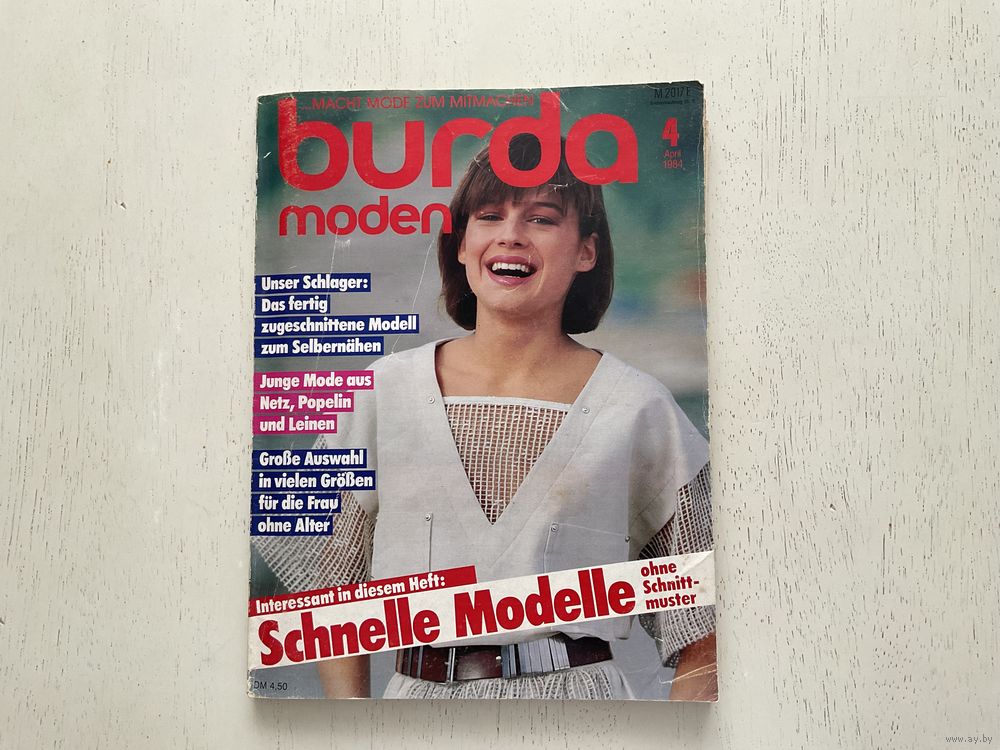 ...MACHT MODE ZUM MITMACHEN
burda
moden
M 2017 E
4
April
1984
Unser Schlager:
Das fertig
zugeschnittene Modell
zum Selbernähen
Junge Mode aus
Netz, Popelin
und Leinen
Große Auswahl
in vielen Größen
für die Frau
ohne Alter
Interessant in diesem Heft:
Schnelle Modelle
ohne
Schnitt-
muster
DM 4,50
www.ay.by